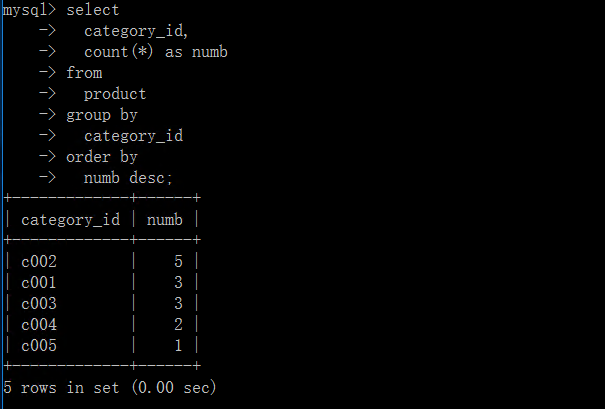 mysql> select
    ->   category_id,
    ->   count(*) as numb
    -> from
    ->   product
    -> group by
    ->   category_id
    -> order by
    ->   numb desc;
+-------------+------+
| category_id | numb |
+-------------+------+
| c002        |    5 |
| c001        |    3 |
| c003        |    3 |
| c004        |    2 |
| c005        |    1 |
+-------------+------+
5 rows in set (0.00 sec)